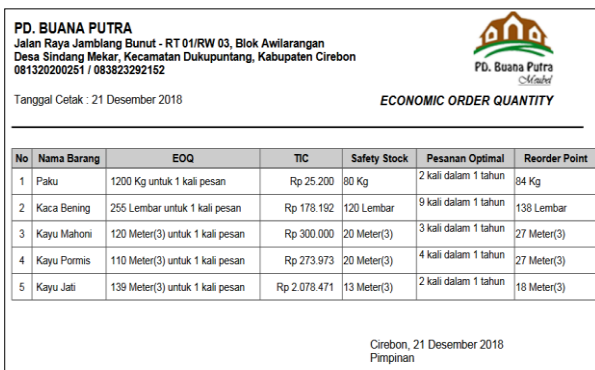 PD. BUANA PUTRA
Jalan Raya Jamblang Bunut - RT 01/RW 03, Blok Awilarangan
Desa Sindang Mekar, Kecamatan Dukupuntang, Kabupaten Cirebon
081320200251 / 083823292152
PD. Buana Putra
Meubel
Tanggal Cetak : 21 Desember 2018
ECONOMIC ORDER QUANTITY
No Nama Barang EOQ TIC Safety Stock Pesanan Optimal Reorder Point
1 Paku 1200 Kg untuk 1 kali pesan Rp 25.200 80 Kg 2 kali dalam 1 tahun 84 Kg
2 Kaca Bening 255 Lembar untuk 1 kali pesan Rp 178.192 120 Lembar 9 kali dalam 1 tahun 138 Lembar
3 Kayu Mahoni 120 Meter(3) untuk 1 kali pesan Rp 300.000 20 Meter(3) 3 kali dalam 1 tahun 27 Meter(3)
4 Kayu Pormis 110 Meter(3) untuk 1 kali pesan Rp 273.973 20 Meter(3) 4 kali dalam 1 tahun 27 Meter(3)
5 Kayu Jati 139 Meter(3) untuk 1 kali pesan Rp 2.078.471 13 Meter(3) 2 kali dalam 1 tahun 18 Meter(3)
Cirebon, 21 Desember 2018
Pimpinan